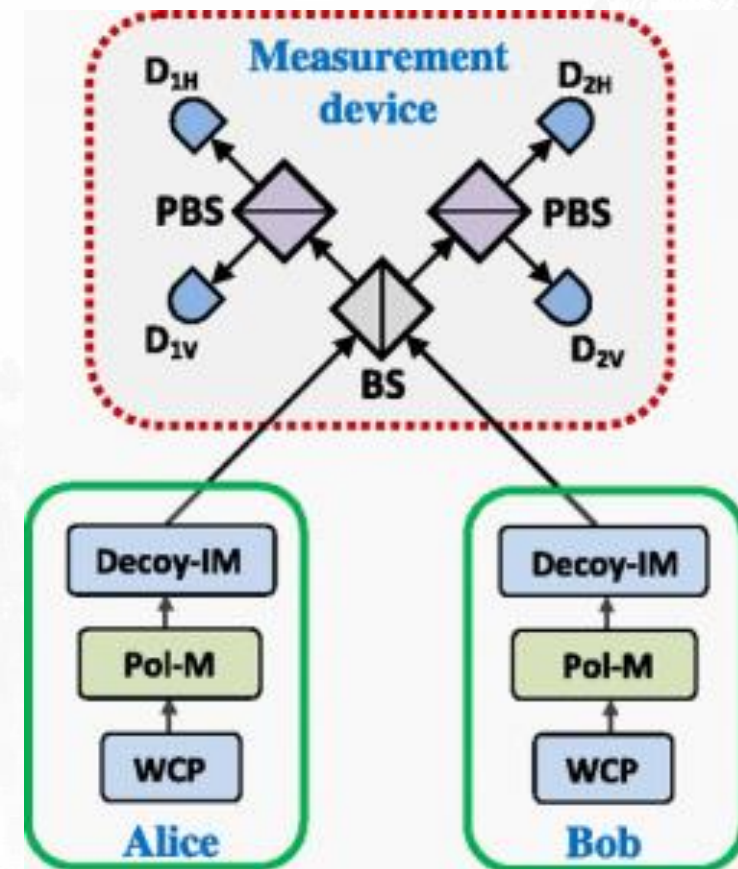 Measurement
device
D1H
D2H
PBS
PBS
D1V
BS
D2V
Decoy-IM
Decoy-IM
Pol-M
Pol-M
WCP
WCP
Alice
Bob